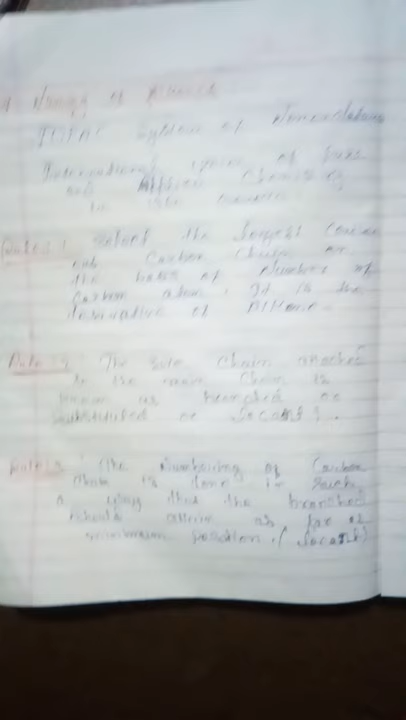 IUPAC System of Nomenclature
International Union of Pure
and Applied Chemistry
in
Rule 1: Select the longest
Carbon Chain on
the basis of Number of
Carbon atom. It is the
derivative of Alkane
Rule 2: The side Chain attached
to the main Chain is
known as branched or
substituted or
Rule 3: The Numbering of Carbon
Chain is done in such
a way that the branched
as far as
minimum position. (